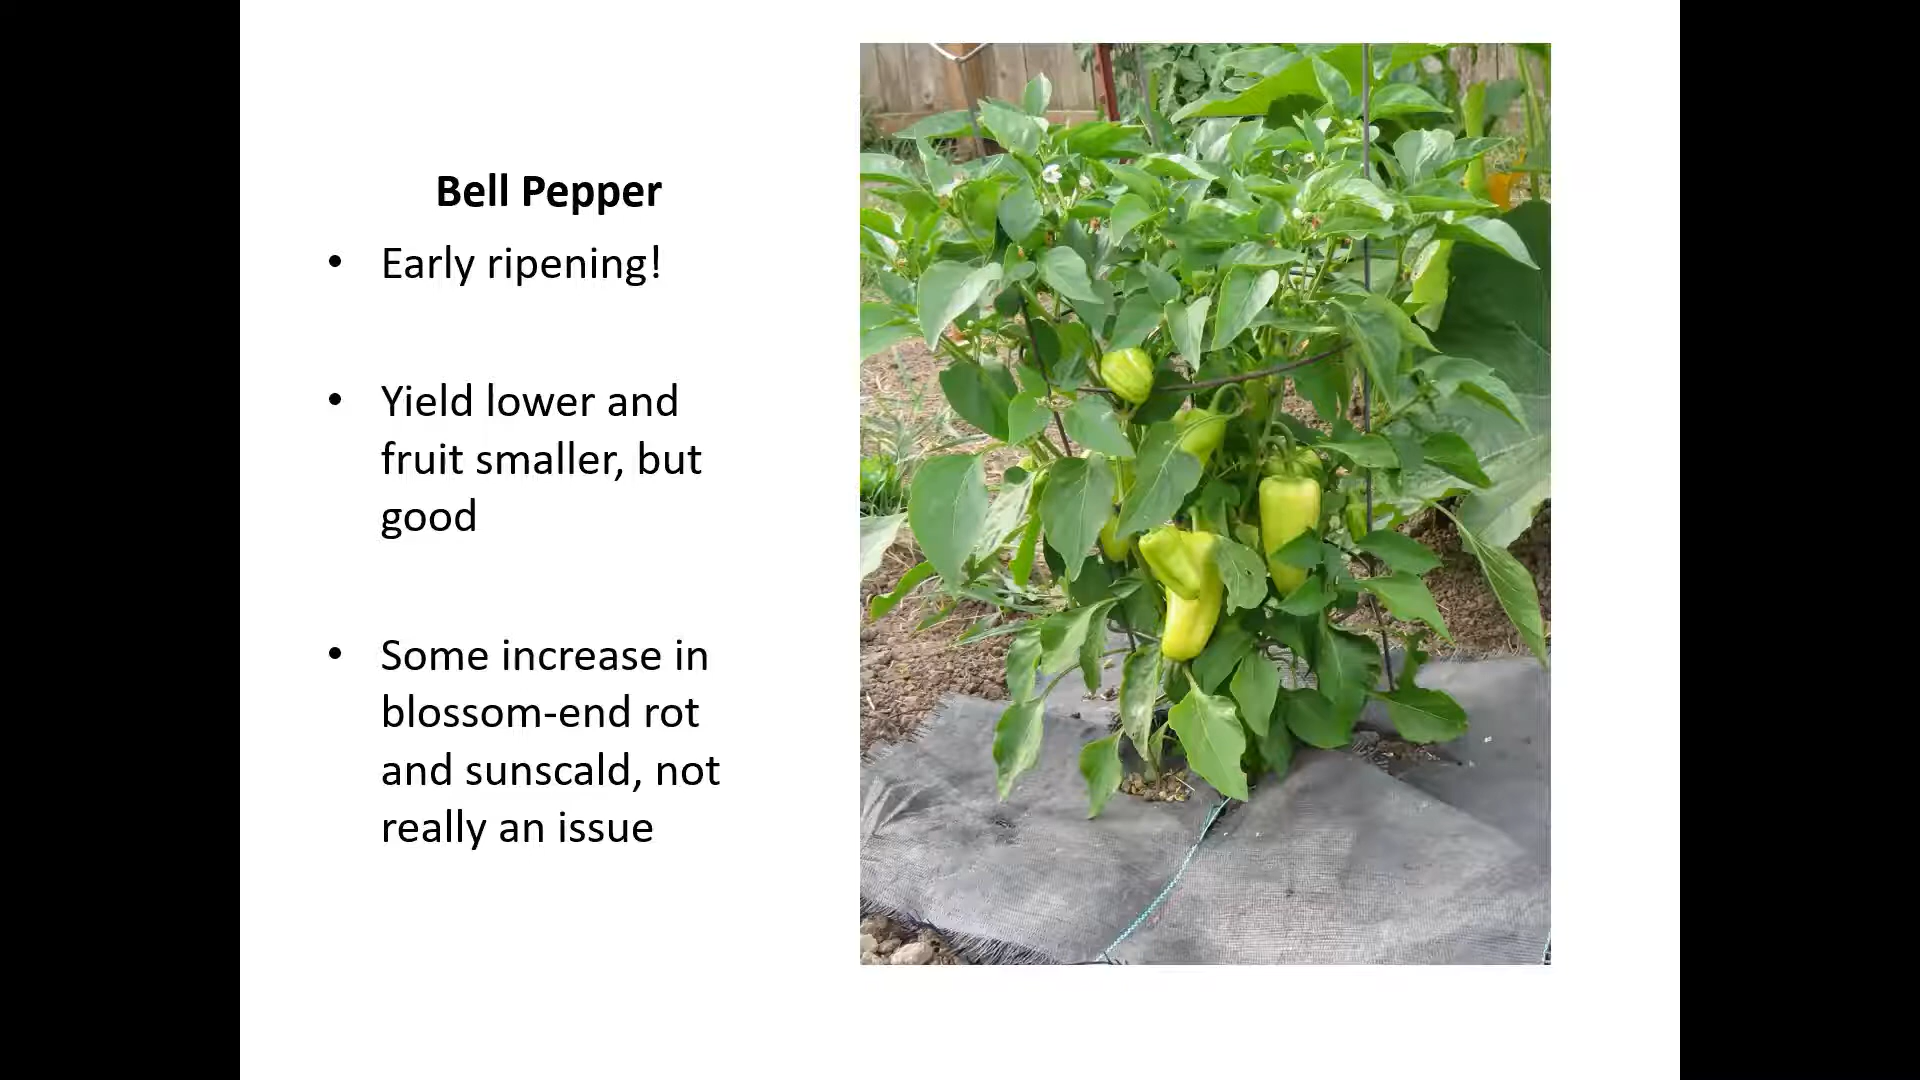 Bell Pepper
• Early ripening!
• Yield lower and
fruit smaller, but
good
• Some increase in
blossom-end rot
and sunscald, not
really an issue